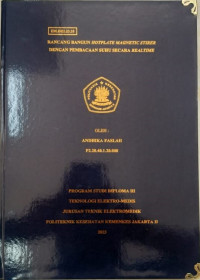 RANCANG BANGUN HOTPLATE MAGNETIC STIRER
DENGAN PEMBACAAN SUHU SECARA REALTIME
OLEH :
ANDHIKA FASLAH
PROGRAM STUDI DIPLOMA III
TEKNOLOGI ELEKTRO-MEDIS
JURUSAN TEKNIK ELEKTROMEDIK
POLITEKNIK KESEHATAN KEMENKES JAKARTA II